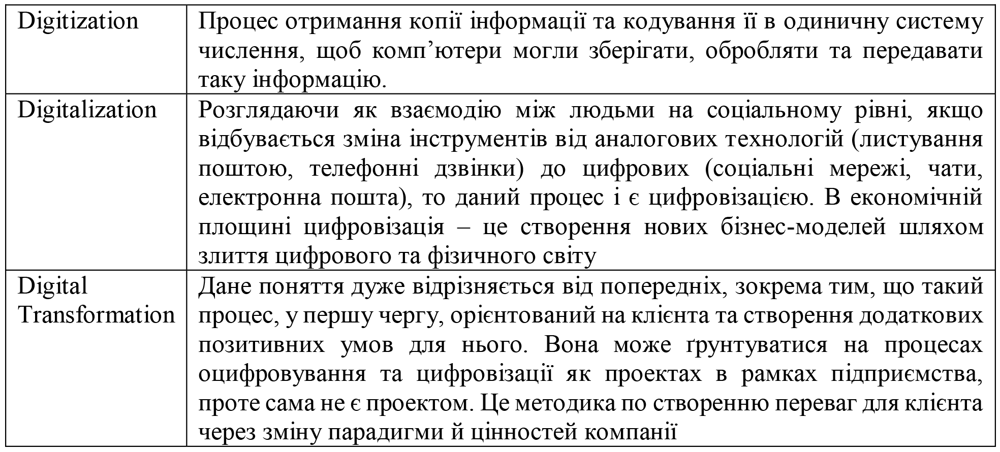 Digitization
Процес отримання копії інформації та кодування її в одиничну систему
числення, щоб комп’ютери могли зберігати, обробляти та передавати
таку інформацію.
Digitalization
Розглядаючи як взаємодію між людьми на соціальному рівні, якщо
відбувається зміна інструментів від аналогових технологій (листування
поштою, телефонні дзвінки) до цифрових (соціальні мережі, чати,
електронна пошта), то даний процес і є цифровізацією. В економічній
площині цифровізація – це створення нових бізнес-моделей шляхом
злиття цифрового та фізичного світу
Digital
Transformation
Дане поняття дуже відрізняється від попередніх, зокрема тим, що такий
процес, у першу чергу, орієнтований на клієнта та створення додаткових
позитивних умов для нього. Вона може ґрунтуватися на процесах
оцифровування та цифровізації як проектах в рамках підприємства,
проте сама не є проектом. Це методика по створенню переваг для клієнта
через зміну парадигми й цінностей компанії